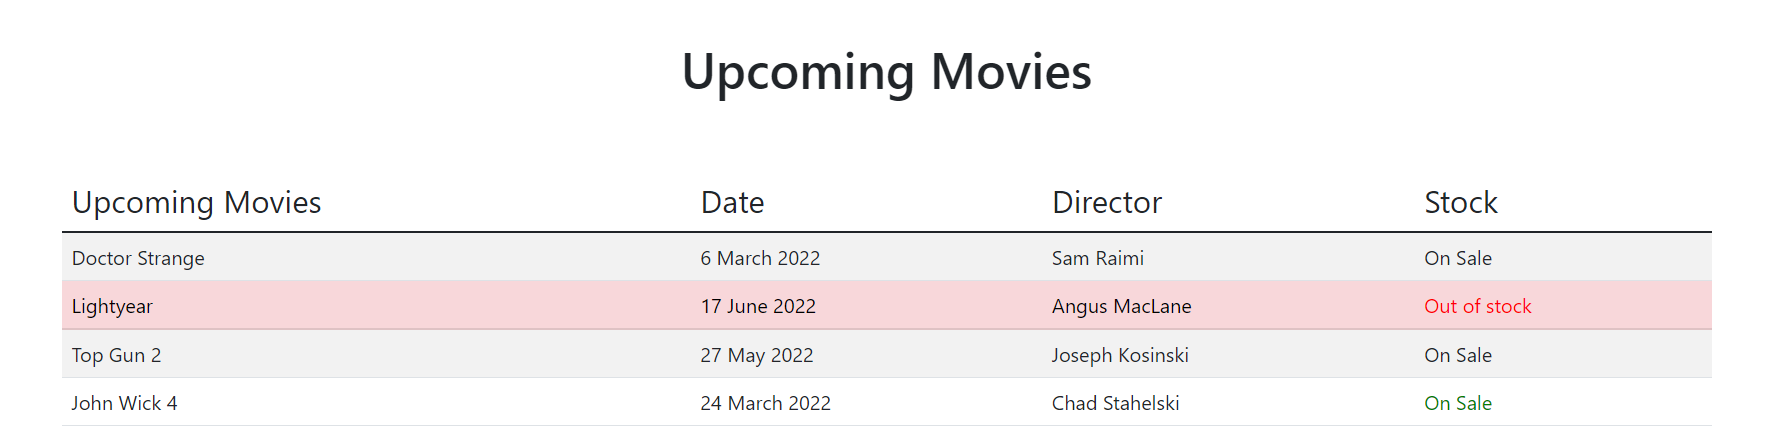 Upcoming Movies
Upcoming Movies Date Director Stock
Doctor Strange 6 March 2022 Sam Raimi On Sale
Lightyear 17 June 2022 Angus MacLane Out of stock
Top Gun 2 27 May 2022 Joseph Kosinski On Sale
John Wick 4 24 March 2022 Chad Stahelski On Sale